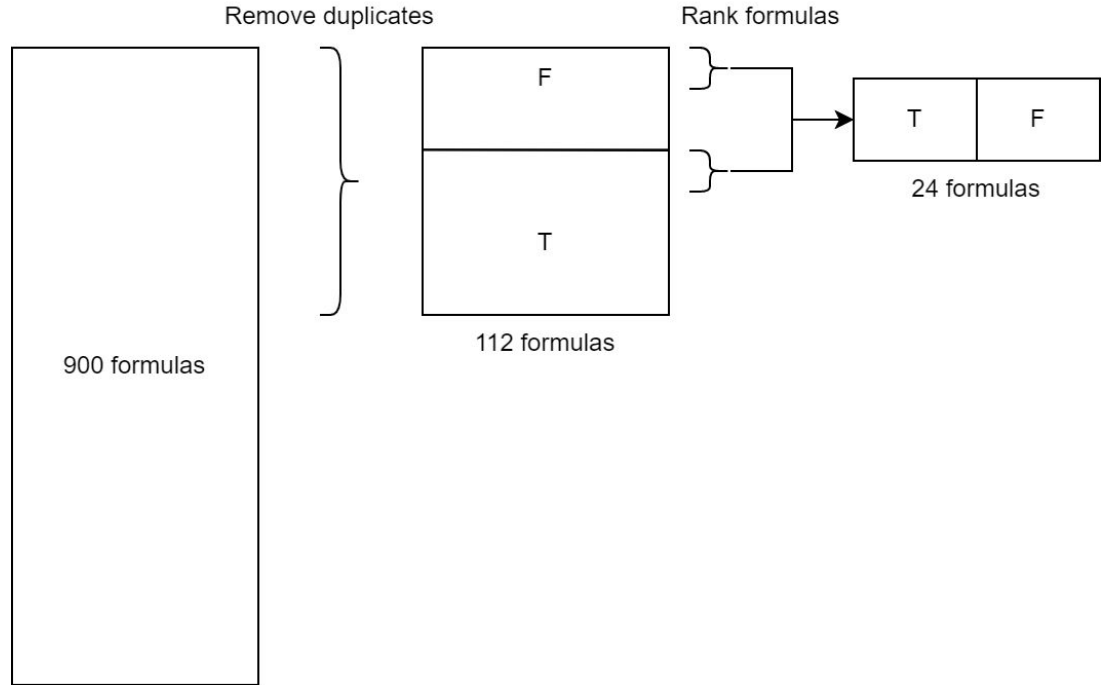 Remove duplicates
Rank formulas
F
T
F
24 formulas
T
112 formulas
900 formulas